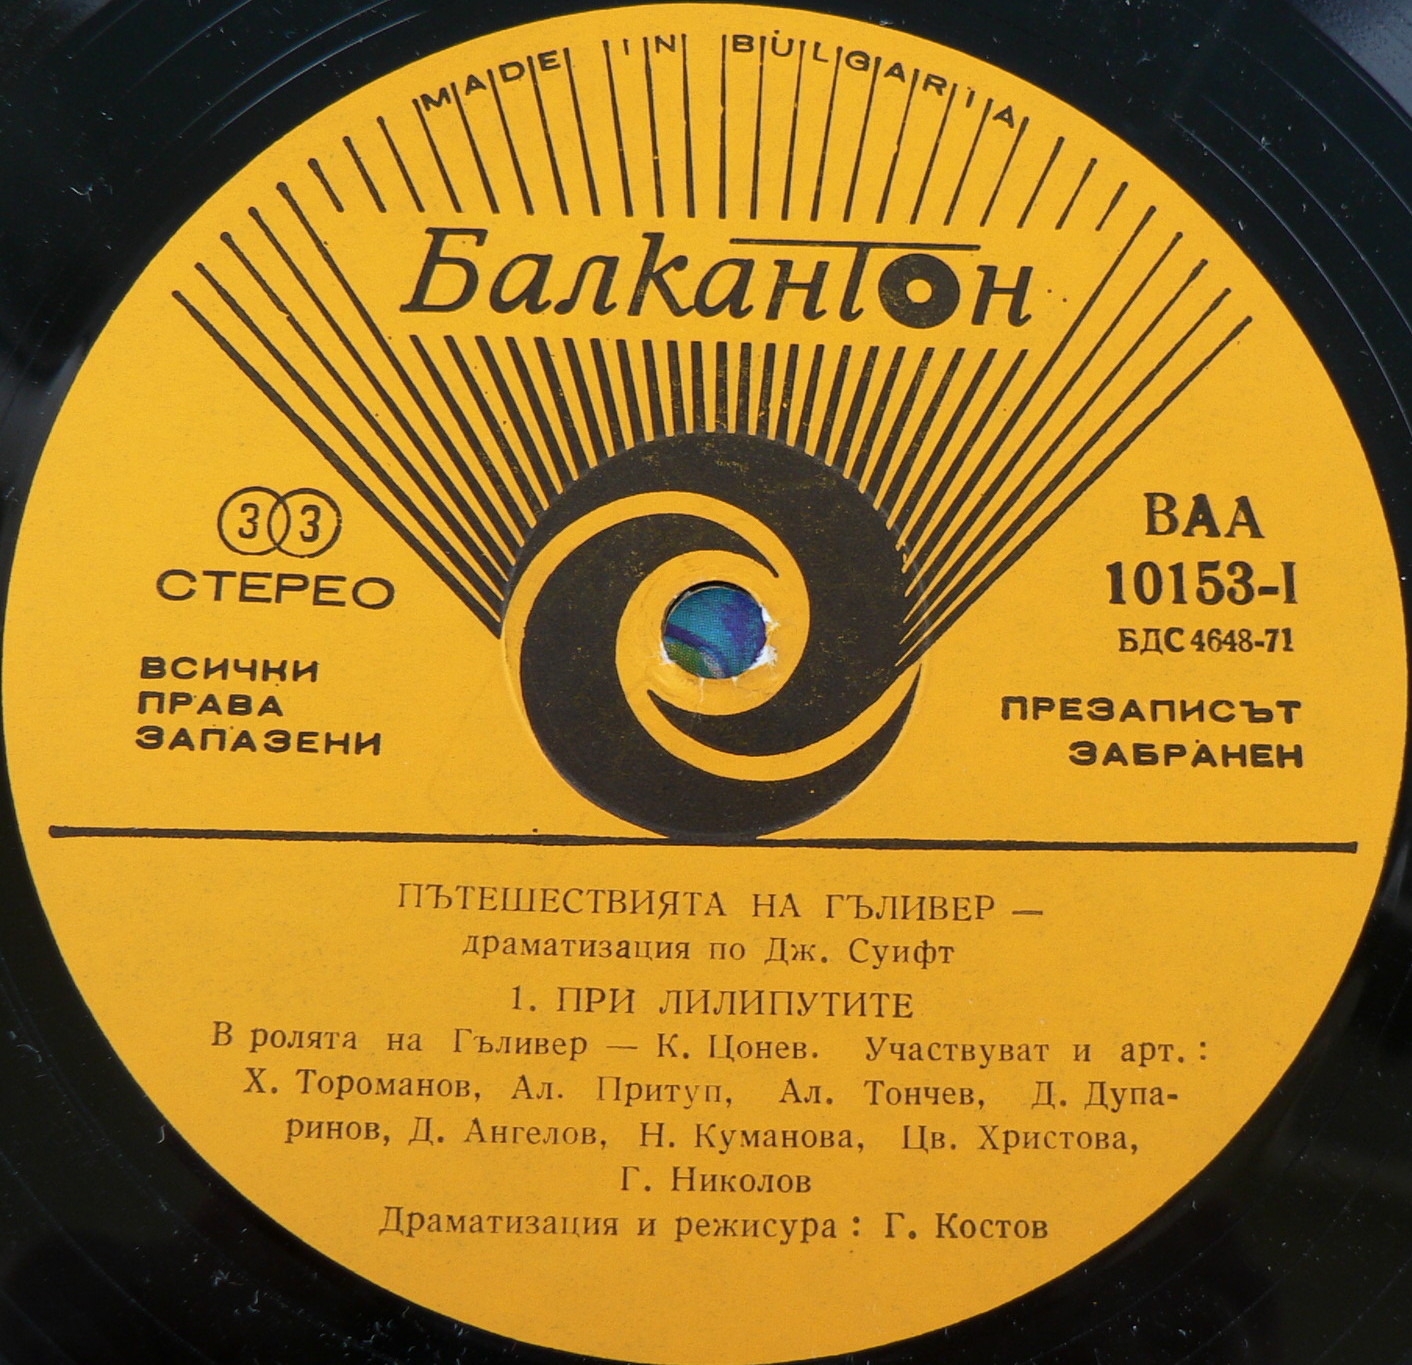 MADE IN BULGARIA
Балкантон
33
СТЕРЕО
ВСИЧКИ
ПРАВА
ЗАПАЗЕНИ
ВАА
10153-I
БДС 4648-71
ПРЕЗАПИСЪТ
ЗАБРАНЕН
ПЪТЕШЕСТВИЯТА НА ГЪЛИВЕР —
драматизация по Дж. Суифт
1. ПРИ ЛИЛИПУТИТЕ
В ролята на Гъливер — К. Цонев. Участвуват и арт. :
Х. Тороманов, Ал. Притуп, Ал. Тончев, Д. Дупа-
ринов, Д. Ангелов, Н. Куманова, Цв. Христова,
Г. Николов
Драматизация и режисура : Г. Костов